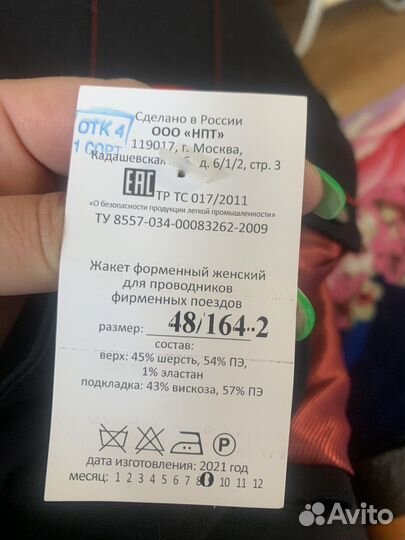 Сделано в России
ОТК 4
ООО «НПТ»
1 СОРТ
119017, г. Москва,
Кадашевская д. 6/1/2, стр. 3
ЕАС
ТР ТС 017/2011
«О безопасности продукции легкой промышленности»
ТУ 8557-034-00083262-2009
Жакет форменный женский
для проводников
фирменных поездов
размер: 48/164-2
состав:
верх: 45% шерсть, 54% ПЭ,
1% эластан
подкладка: 43% вискоза, 57% ПЭ
P
дата изготовления: 2021 год
месяц: 1 2 3 4 5 6 7 8 10 11 12
Avito